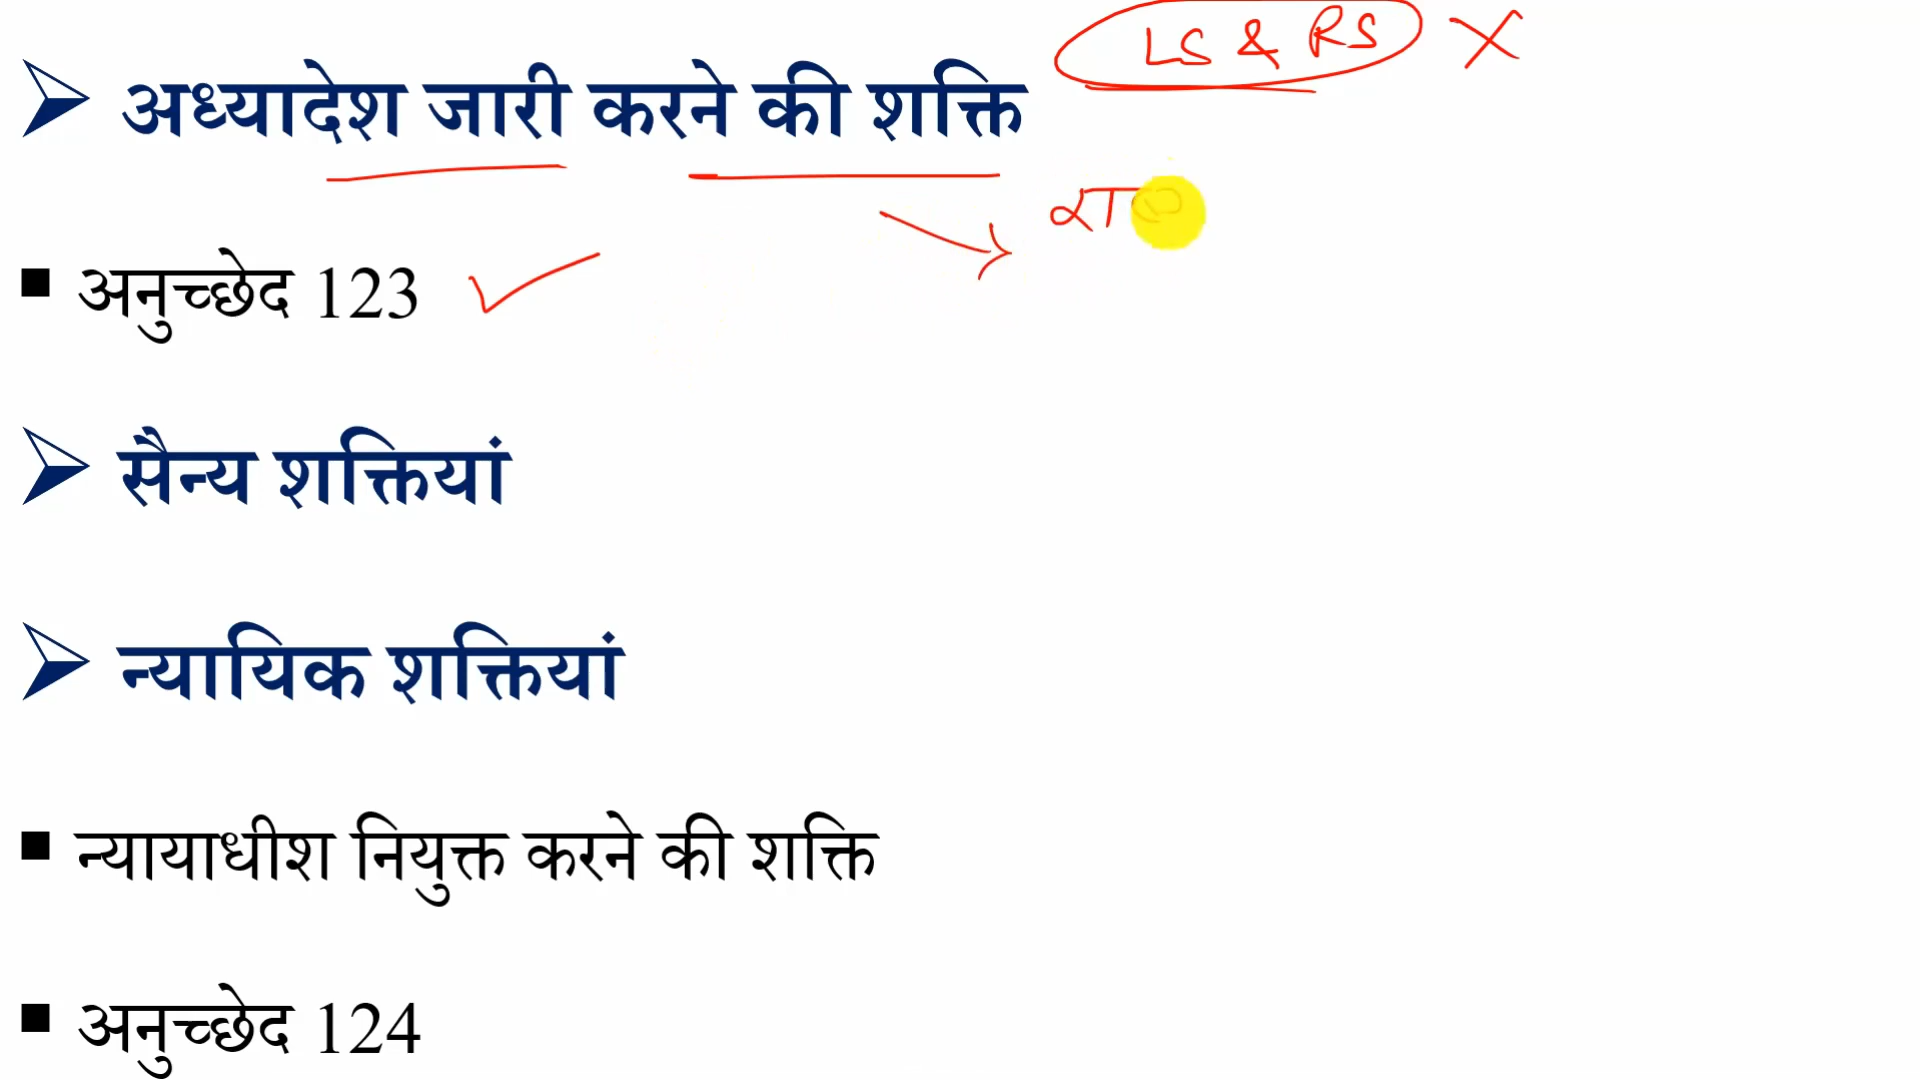 LS & RS
अध्यादेश जारी करने की शक्ति
अनुच्छेद 123
सैन्य शक्तियां
न्यायिक शक्तियां
न्यायाधीश नियुक्त करने की शक्ति
अनुच्छेद 124